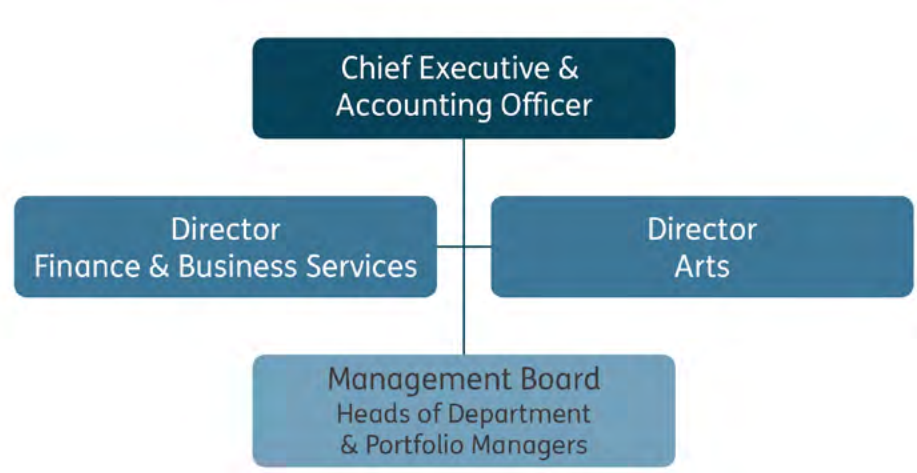 Chief Executive &
Accounting Officer
Director
Finance & Business Services
Director
Arts
Management Board
Heads of Department
& Portfolio Managers